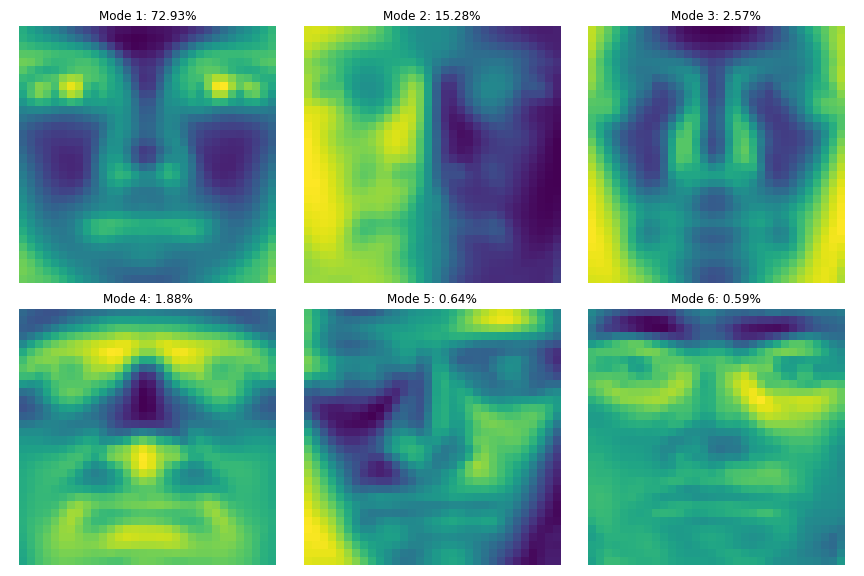 Mode 1: 72.93%
Mode 2: 15.28%
Mode 3: 2.57%
Mode 4: 1.88%
Mode 5: 0.64%
Mode 6: 0.59%